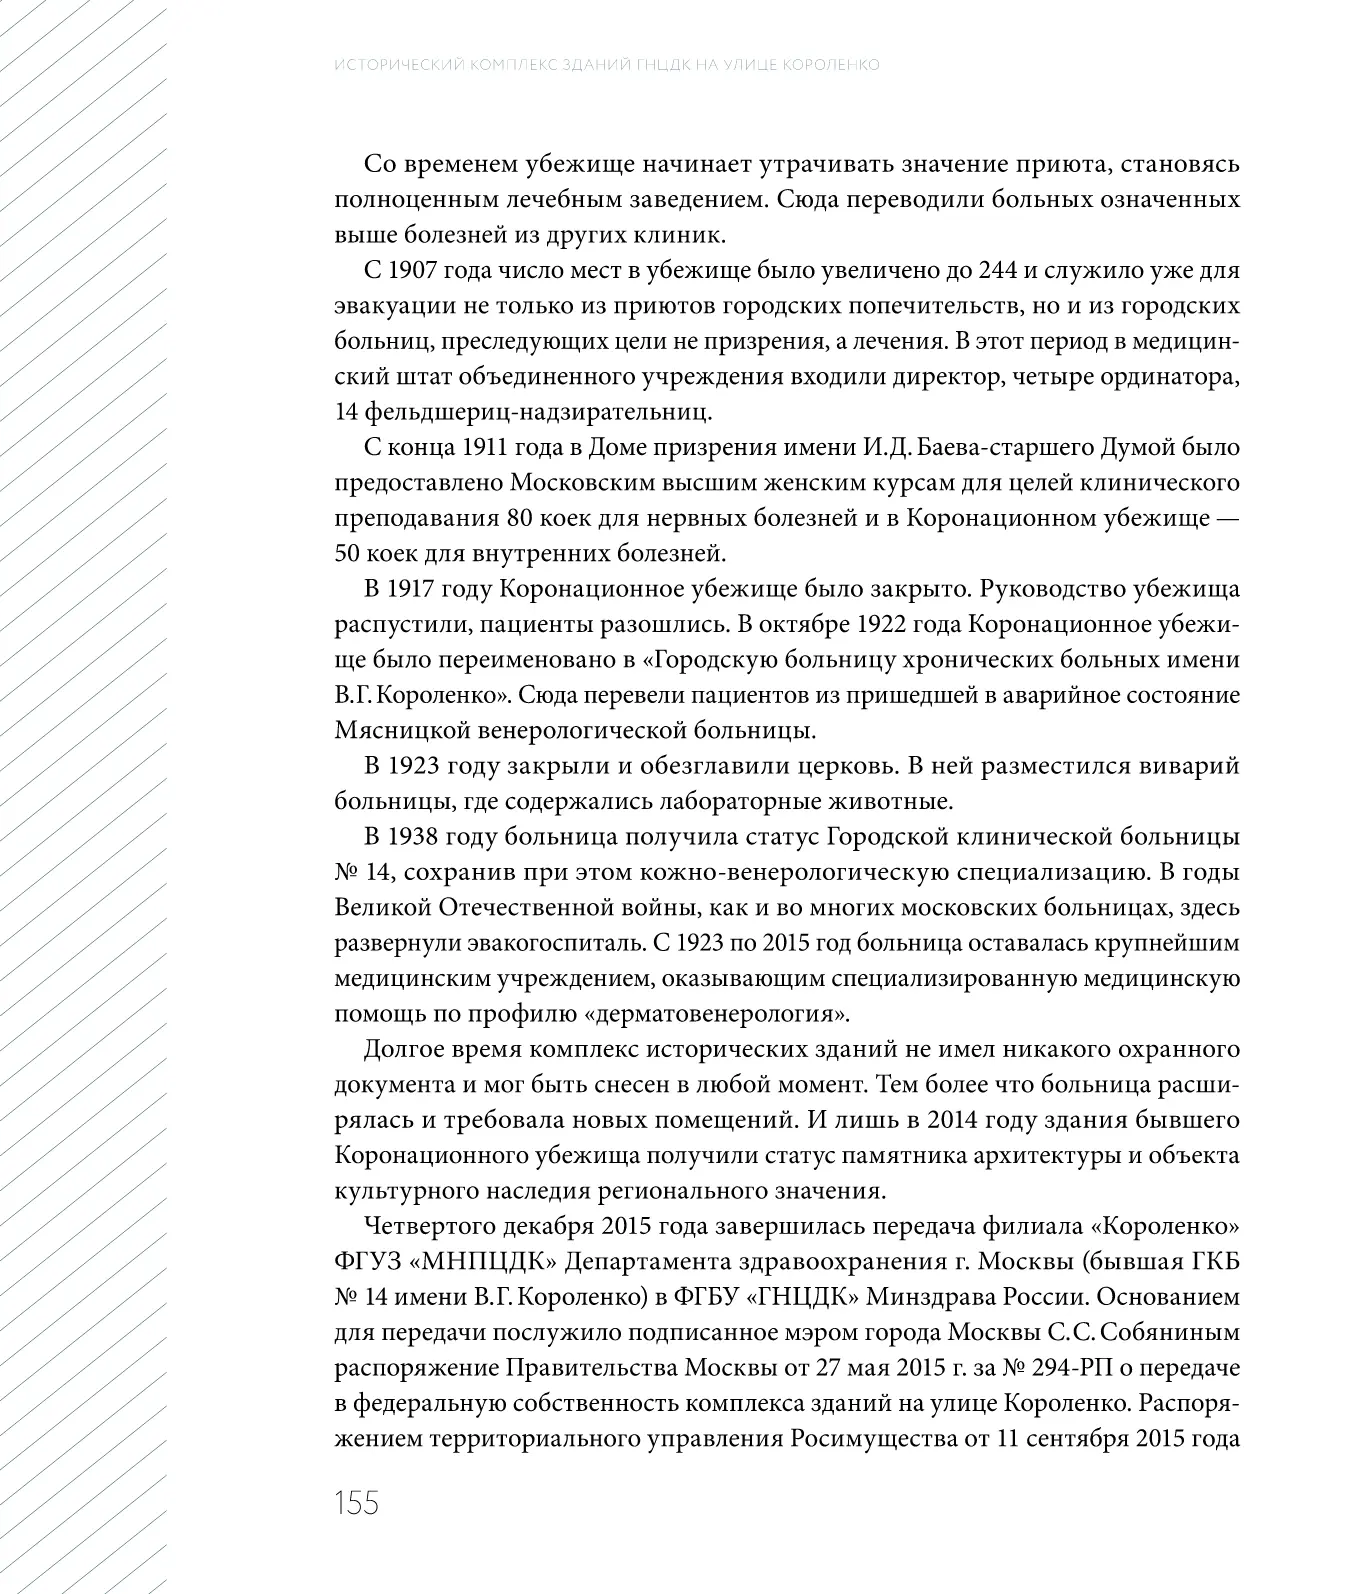 ИСТОРИЧЕСКИЙ КОМПЛЕКС ЗДАНИЙ ГНЦДК НА УЛИЦЕ КОРОЛЕНКО
Со временем убежище начинает утрачивать значение приюта, становясь
полноценным лечебным заведением. Сюда переводили больных означенных
выше болезней из других клиник.
С 1907 года число мест в убежище было увеличено до 244 и служило уже для
эвакуации не только из приютов городских попечительств, но и из городских
больниц, преследующих цели не призрения, а лечения. В этот период в медицин-
ский штат объединенного учреждения входили директор, четыре ординатора,
14 фельдшериц-надзирательниц.
С конца 1911 года в Доме призрения имени И.Д. Баева-старшего Думой было
предоставлено Московским высшим женским курсам для целей клинического
преподавания 80 коек для нервных болезней и в Коронационном убежище —
50 коек для внутренних болезней.
В 1917 году Коронационное убежище было закрыто. Руководство убежища
распустили, пациенты разошлись. В октябре 1922 года Коронационное убежи-
ще было переименовано в «Городскую больницу хронических больных имени
В.Г. Короленко». Сюда перевели пациентов из пришедшей в аварийное состояние
Мясницкой венерологической больницы.
В 1923 году закрыли и обезглавили церковь. В ней разместился виварий
больницы, где содержались лабораторные животные.
В 1938 году больница получила статус Городской клинической больницы
№ 14, сохранив при этом кожно-венерологическую специализацию. В годы
Великой Отечественной войны, как и во многих московских больницах, здесь
развернули эвакогоспиталь. С 1923 по 2015 год больница оставалась крупнейшим
медицинским учреждением, оказывающим специализированную медицинскую
помощь по профилю «дерматовенерология».
Долгое время комплекс исторических зданий не имел никакого охранного
документа и мог быть снесен в любой момент. Тем более что больница расши-
рялась и требовала новых помещений. И лишь в 2014 году здания бывшего
Коронационного убежища получили статус памятника архитектуры и объекта
культурного наследия регионального значения.
Четвертого декабря 2015 года завершилась передача филиала «Короленко»
ФГУЗ «МНПЦДК» Департамента здравоохранения г. Москвы (бывшая ГКБ
№ 14 имени В.Г. Короленко) в ФГБУ «ГНЦДК» Минздрава России. Основанием
для передачи послужило подписанное мэром города Москвы С.С. Собяниным
распоряжение Правительства Москвы от 27 мая 2015 г. за № 294-РП о передаче
в федеральную собственность комплекса зданий на улице Короленко. Распоря-
жением территориального управления Росимущества от 11 сентября 2015 года
155